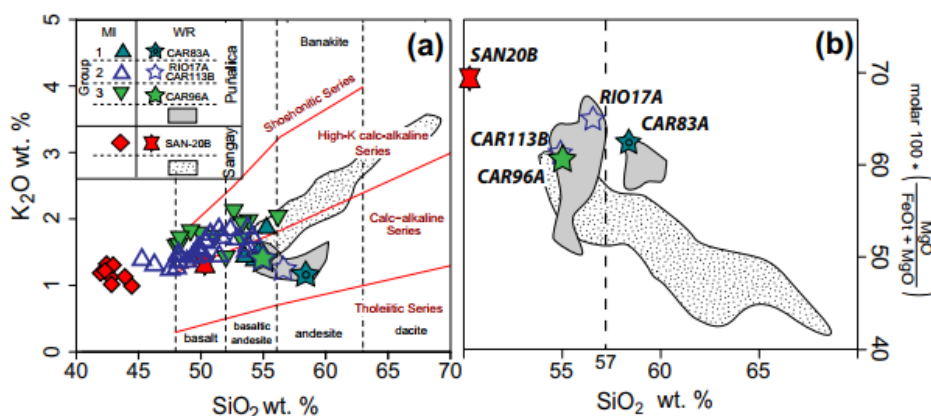 (a)
MI WR
Group
1 CAR83A
2 RIO17A
CAR113B
3 CAR96A
Puñalica
SAN-20B
Sangay
Banakite
Shoshonitic Series
High-K calc-alkaline
Series
Calc-alkaline
Series
Tholeiitic Series
basalt
basaltic
andesite
andesite
dacite
K2O wt. %
5
4
3
2
1
0
40 45 50 55 60 65 70
SiO2 wt. %
(b)
SAN20B
RIO17A
CAR113B
CAR83A
CAR96A
70
60
50
40
molar 100 * (MgO / FeOt + MgO)
55 57 60 65
SiO2 wt. %